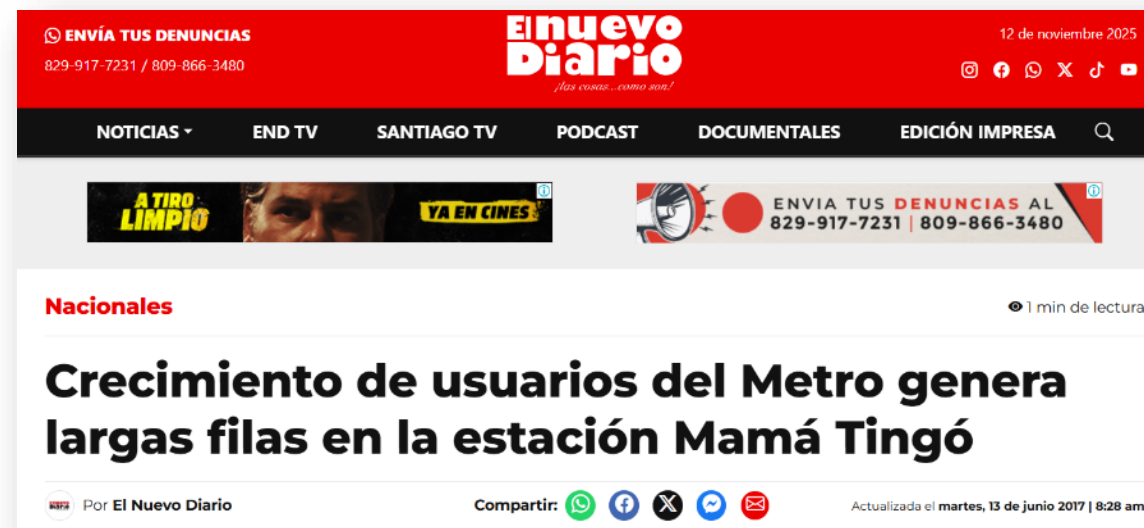 ENVÍA TUS DENUNCIAS
829-917-7231 / 809-866-3480
El nuevo
Diario
¡las cosas...como son!
12 de noviembre 2025
NOTICIAS END TV SANTIAGO TV PODCAST DOCUMENTALES EDICIÓN IMPRESA
A TIRO
LIMPIO
YA EN CINES
ENVIA TUS DENUNCIAS AL
829-917-7231 | 809-866-3480
Nacionales
1 min de lectura
Crecimiento de usuarios del Metro genera
largas filas en la estación Mamá Tingó
Por El Nuevo Diario
Compartir:
Actualizada el martes, 13 de junio 2017 | 8:28 am